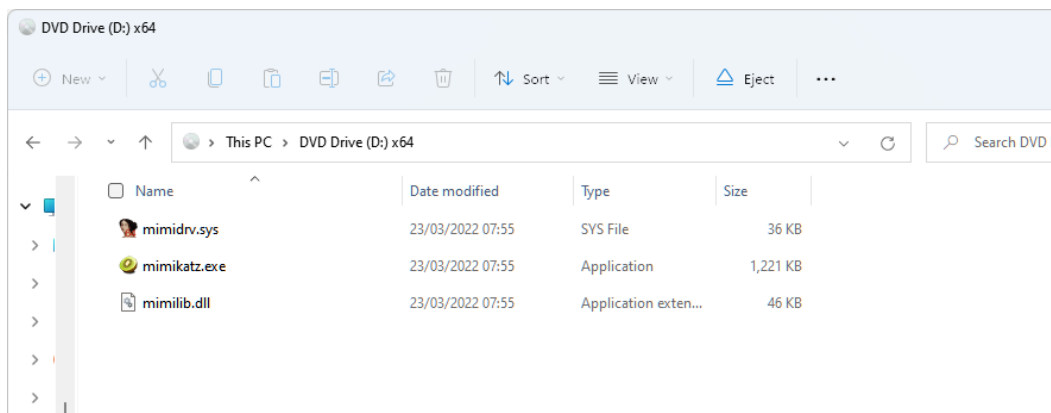 DVD Drive (D:) x64
New Sort View Eject ...
This PC > DVD Drive (D:) x64 Search DVD
Name Date modified Type Size
mimidrv.sys 23/03/2022 07:55 SYS File 36 KB
mimikatz.exe 23/03/2022 07:55 Application 1,221 KB
mimilib.dll 23/03/2022 07:55 Application exten... 46 KB